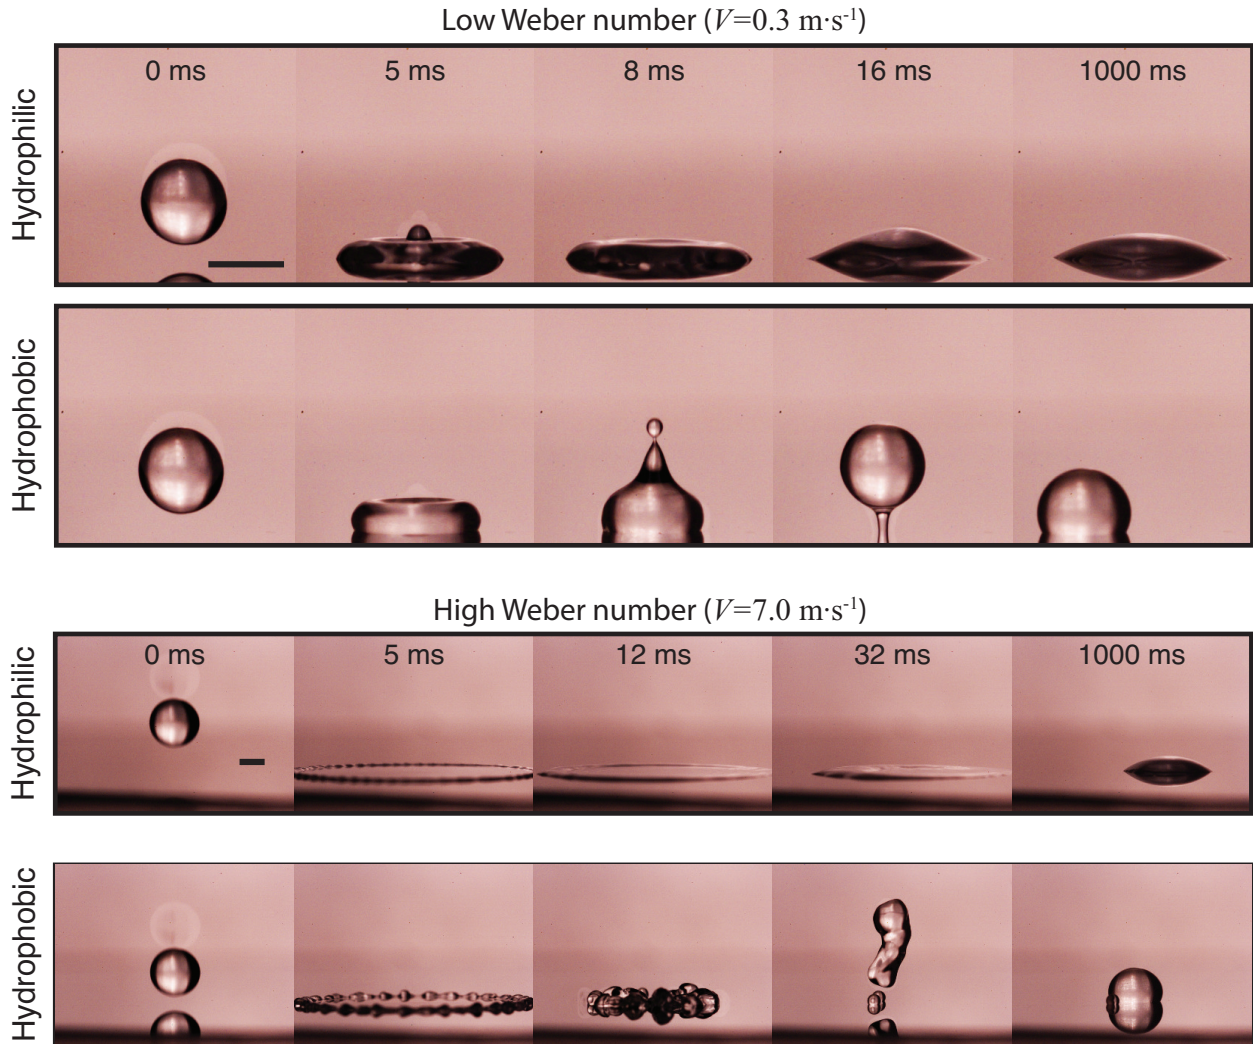 Low Weber number (V=0.3 m·s-1)
Hydrophilic
0 ms 5 ms 8 ms 16 ms 1000 ms
Hydrophobic
High Weber number (V=7.0 m·s-1)
Hydrophilic
0 ms 5 ms 12 ms 32 ms 1000 ms
Hydrophobic